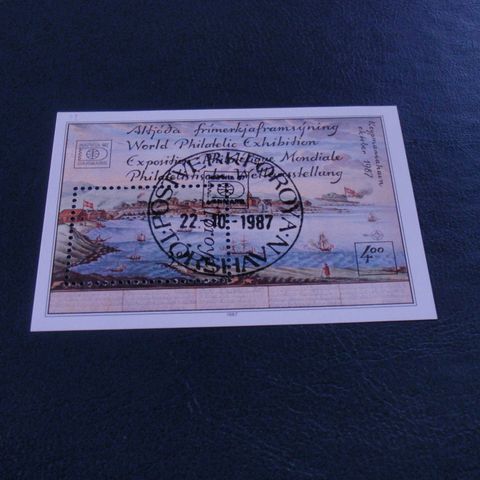 Altjóða frímerkjaframsýning
World Philatelic Exhibition
Exposition Philatélique Mondiale
Philatelistische Weltausstellung
Keypmannahavn
oktober 1987
22.10.1987
Føroyar
4,00
1987